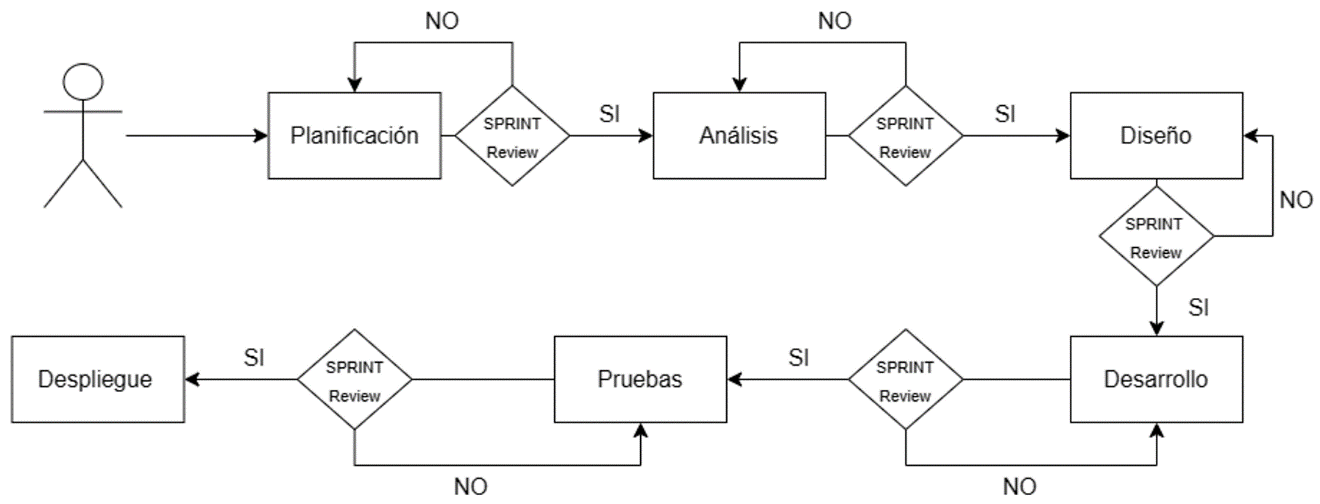 NO
NO
Planificación
SPRINT
Review
SI
Análisis
SPRINT
Review
SI
Diseño
NO
SPRINT
Review
SI
Despliegue
SI
SPRINT
Review
Pruebas
SI
SPRINT
Review
Desarrollo
NO
NO